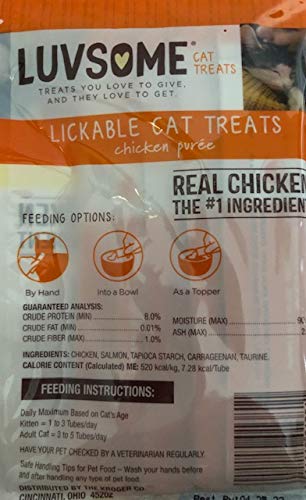 LUVSOME® CAT TREATS
TREATS YOU LOVE TO GIVE,
AND THEY LOVE TO GET.
LICKABLE CAT TREATS
chicken purée
REAL CHICKEN
THE #1 INGREDIEN
FEEDING OPTIONS:
By Hand
Into a Bowl
As a Topper
GUARANTEED ANALYSIS:
CRUDE PROTEIN (MIN) 8.0%
CRUDE FAT (MIN) 0.01%
CRUDE FIBER (MAX) 1.0%
MOISTURE (MAX)
ASH (MAX)
INGREDIENTS: CHICKEN, SALMON, TAPIOCA STARCH, CARRAGEENAN, TAURINE.
CALORIE CONTENT (Calculated) ME: 520 kcal/kg, 7.28 kcal/Tube
FEEDING INSTRUCTIONS:
Daily Maximum Based on Cat's Age
Kitten = 1 to 3 Tubes/day
Adult Cat = 3 to 5 Tubes/day
HAVE YOUR PET CHECKED BY A VETERINARIAN REGULARLY.
Safe Handling Tips for Pet Food – Wash your hands before
and after handling any type of pet food.
DISTRIBUTED BY THE KROGER CO.
CINCINNATI, OHIO 45202